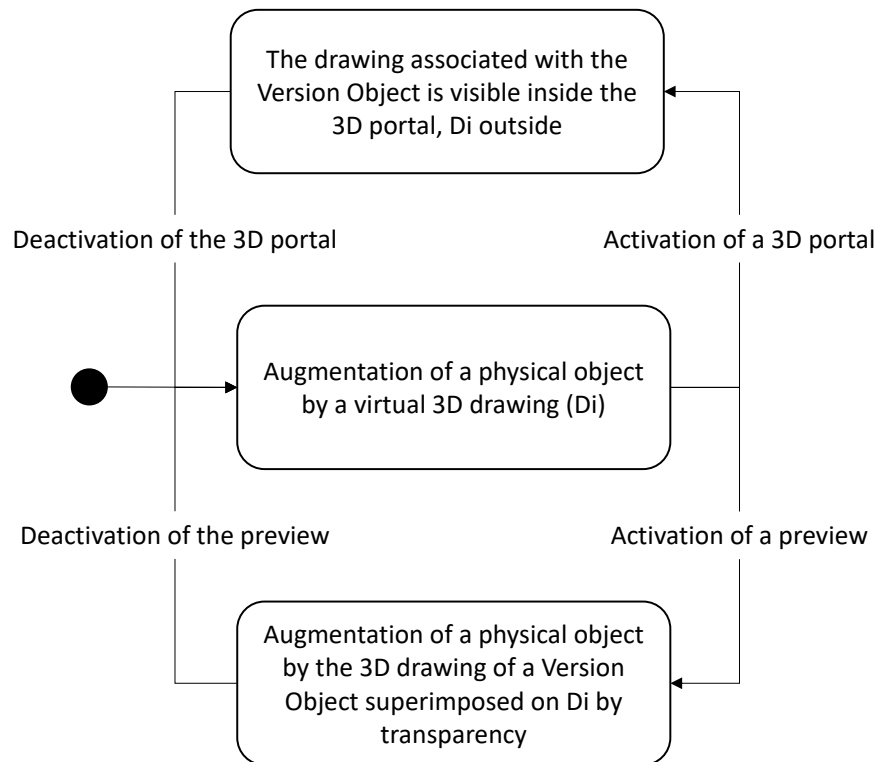 The drawing associated with the
Version Object is visible inside the
3D portal, Di outside
Deactivation of the 3D portal
Activation of a 3D portal
Augmentation of a physical object
by a virtual 3D drawing (Di)
Deactivation of the preview
Activation of a preview
Augmentation of a physical object
by the 3D drawing of a Version
Object superimposed on Di by
transparency